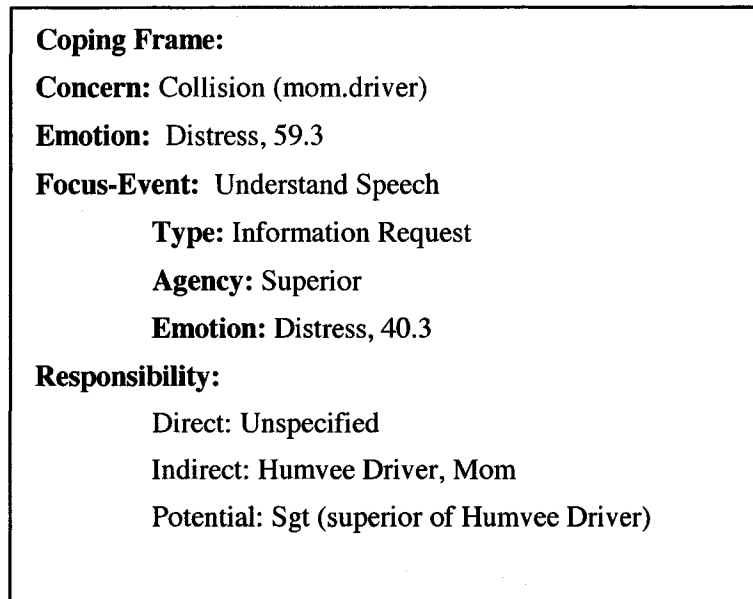 Coping Frame:
Concern: Collision (mom.driver)
Emotion: Distress, 59.3
Focus-Event: Understand Speech
Type: Information Request
Agency: Superior
Emotion: Distress, 40.3
Responsibility:
Direct: Unspecified
Indirect: Humvee Driver, Mom
Potential: Sgt (superior of Humvee Driver)